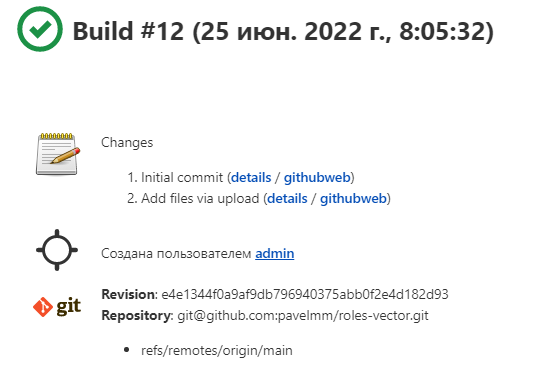 Build #12 (25 июн. 2022 г., 8:05:32)
Changes
1. Initial commit (details / githubweb)
2. Add files via upload (details / githubweb)
Создана пользователем admin
git
Revision: e4e1344f0a9af9db796940375abb0f2e4d182d93
Repository: git@github.com:pavelmm/roles-vector.git
refs/remotes/origin/main